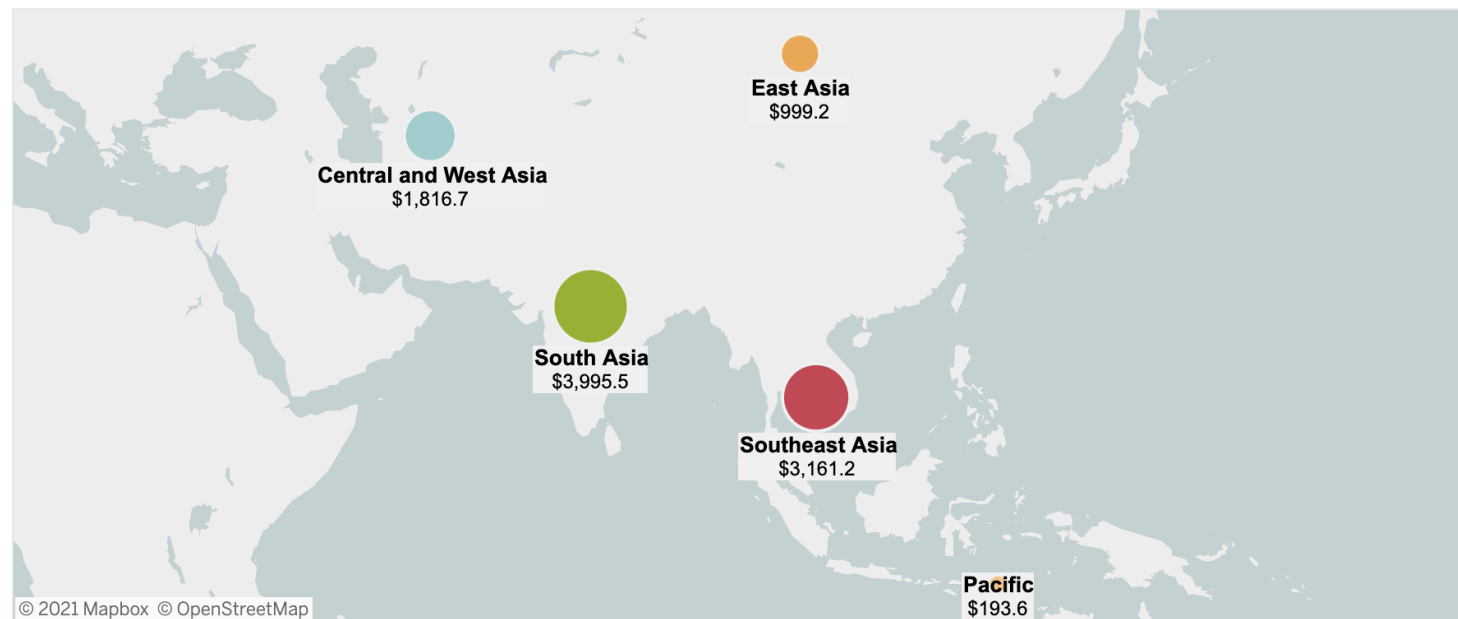 East Asia
$999.2
Central and West Asia
$1,816.7
South Asia
$3,995.5
Southeast Asia
$3,161.2
Pacific
$193.6
© 2021 Mapbox © OpenStreetMap